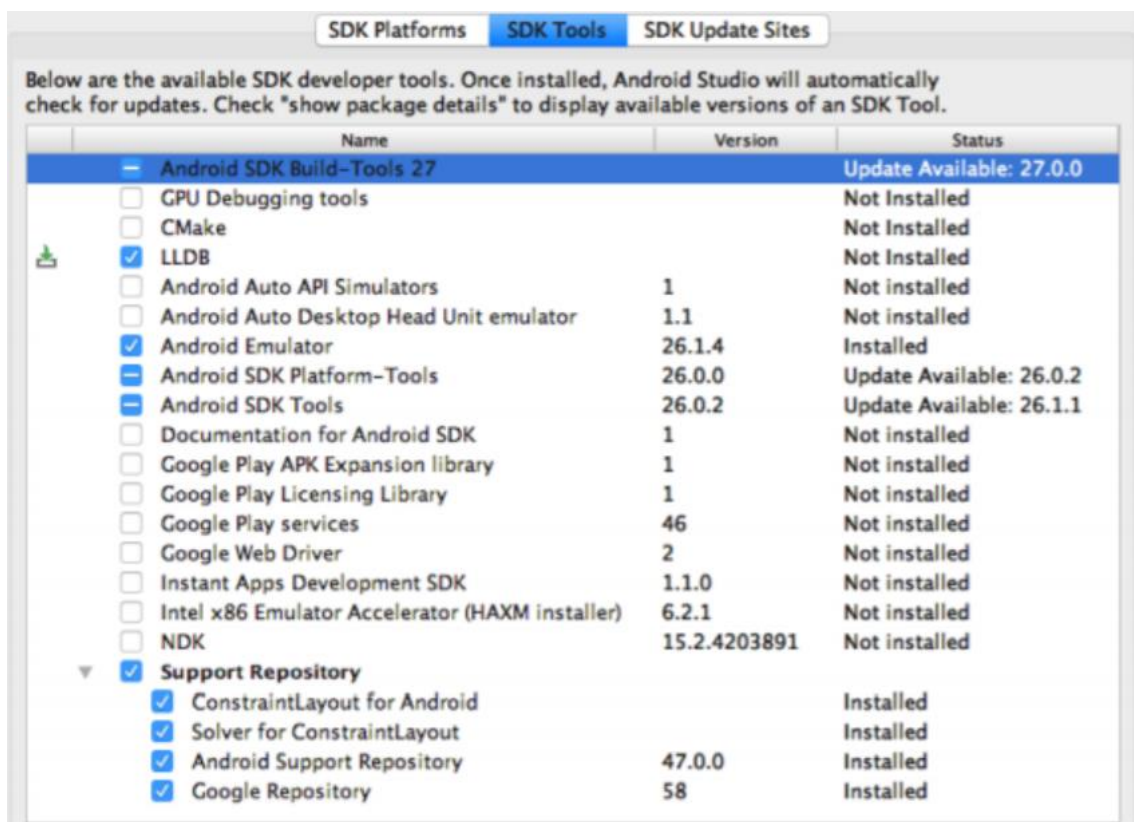 SDK Platforms SDK Tools SDK Update Sites
Below are the available SDK developer tools. Once installed, Android Studio will automatically
check for updates. Check "show package details" to display available versions of an SDK Tool.
Name Version Status
Android SDK Build-Tools 27 Update Available: 27.0.0
GPU Debugging tools Not Installed
CMake Not Installed
LLDB Not Installed
Android Auto API Simulators 1 Not installed
Android Auto Desktop Head Unit emulator 1.1 Not installed
Android Emulator 26.1.4 Installed
Android SDK Platform-Tools 26.0.0 Update Available: 26.0.2
Android SDK Tools 26.0.2 Update Available: 26.1.1
Documentation for Android SDK 1 Not installed
Google Play APK Expansion library 1 Not installed
Google Play Licensing Library 1 Not installed
Google Play services 46 Not installed
Google Web Driver 2 Not installed
Instant Apps Development SDK 1.1.0 Not installed
Intel x86 Emulator Accelerator (HAXM installer) 6.2.1 Not installed
NDK 15.2.4203891 Not installed
Support Repository
ConstraintLayout for Android Installed
Solver for ConstraintLayout Installed
Android Support Repository 47.0.0 Installed
Google Repository 58 Installed